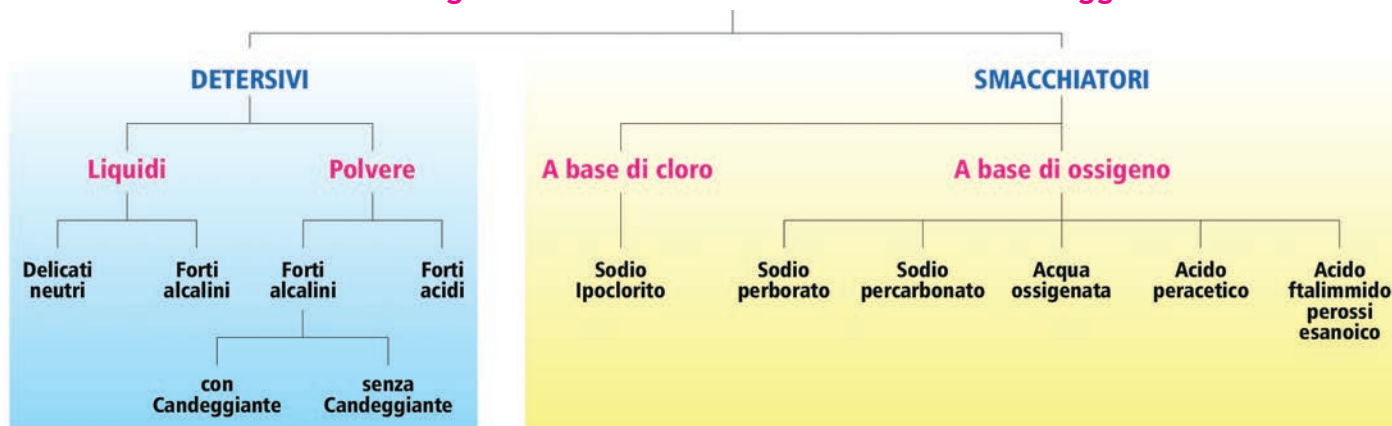 DETERSIVI
SMACCHIATORI
Liquidi
Polvere
A base di cloro
A base di ossigeno
Delicati
neutri
Forti
alcalini
Forti
alcalini
Forti
acidi
Sodio
Ipoclorito
Sodio
perborato
Sodio
percarbonato
Acqua
ossigenata
Acido
peracetico
Acido
ftalimmido
perossi
esanoico
con
Candeggiante
senza
Candeggiante